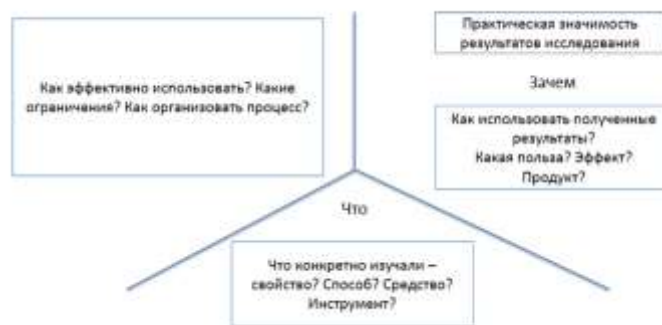 Как эффективно использовать? Какие
ограничения? Как организовать процесс?
Практическая значимость
результатов исследования
Зачем
Как использовать полученные
результаты?
Какая польза? Эффект?
Продукт?
Что
Что конкретно изучали –
свойство? Способ? Средство?
Инструмент?